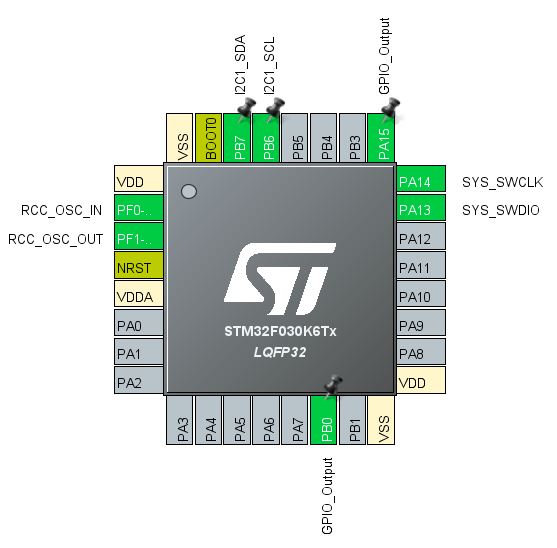 I2C1_SDA
I2C1_SCL
GPIO_Output
VSS
BOOT0
PB7
PB6
PB5
PB4
PB3
PA15
VDD
PA14
SYS_SWCLK
RCC_OSC_IN
PF0-..
PA13
SYS_SWDIO
RCC_OSC_OUT
PF1-..
PA12
NRST
PA11
VDDA
PA10
PA0
PA9
PA1
PA8
PA2
VDD
ST
STM32F030K6Tx
LQFP32
PA3
PA4
PA5
PA6
PA7
PB0
PB1
VSS
GPIO_Output